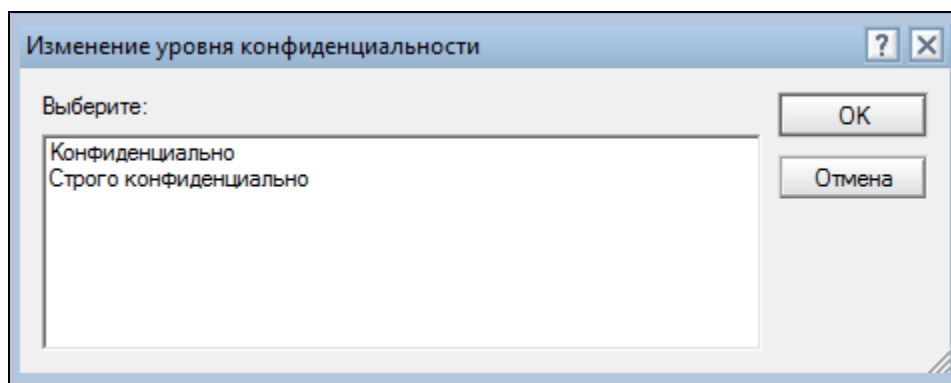 Изменение уровня конфиденциальности
?
Выберите:
OK
Конфиденциально
Строго конфиденциально
Отмена